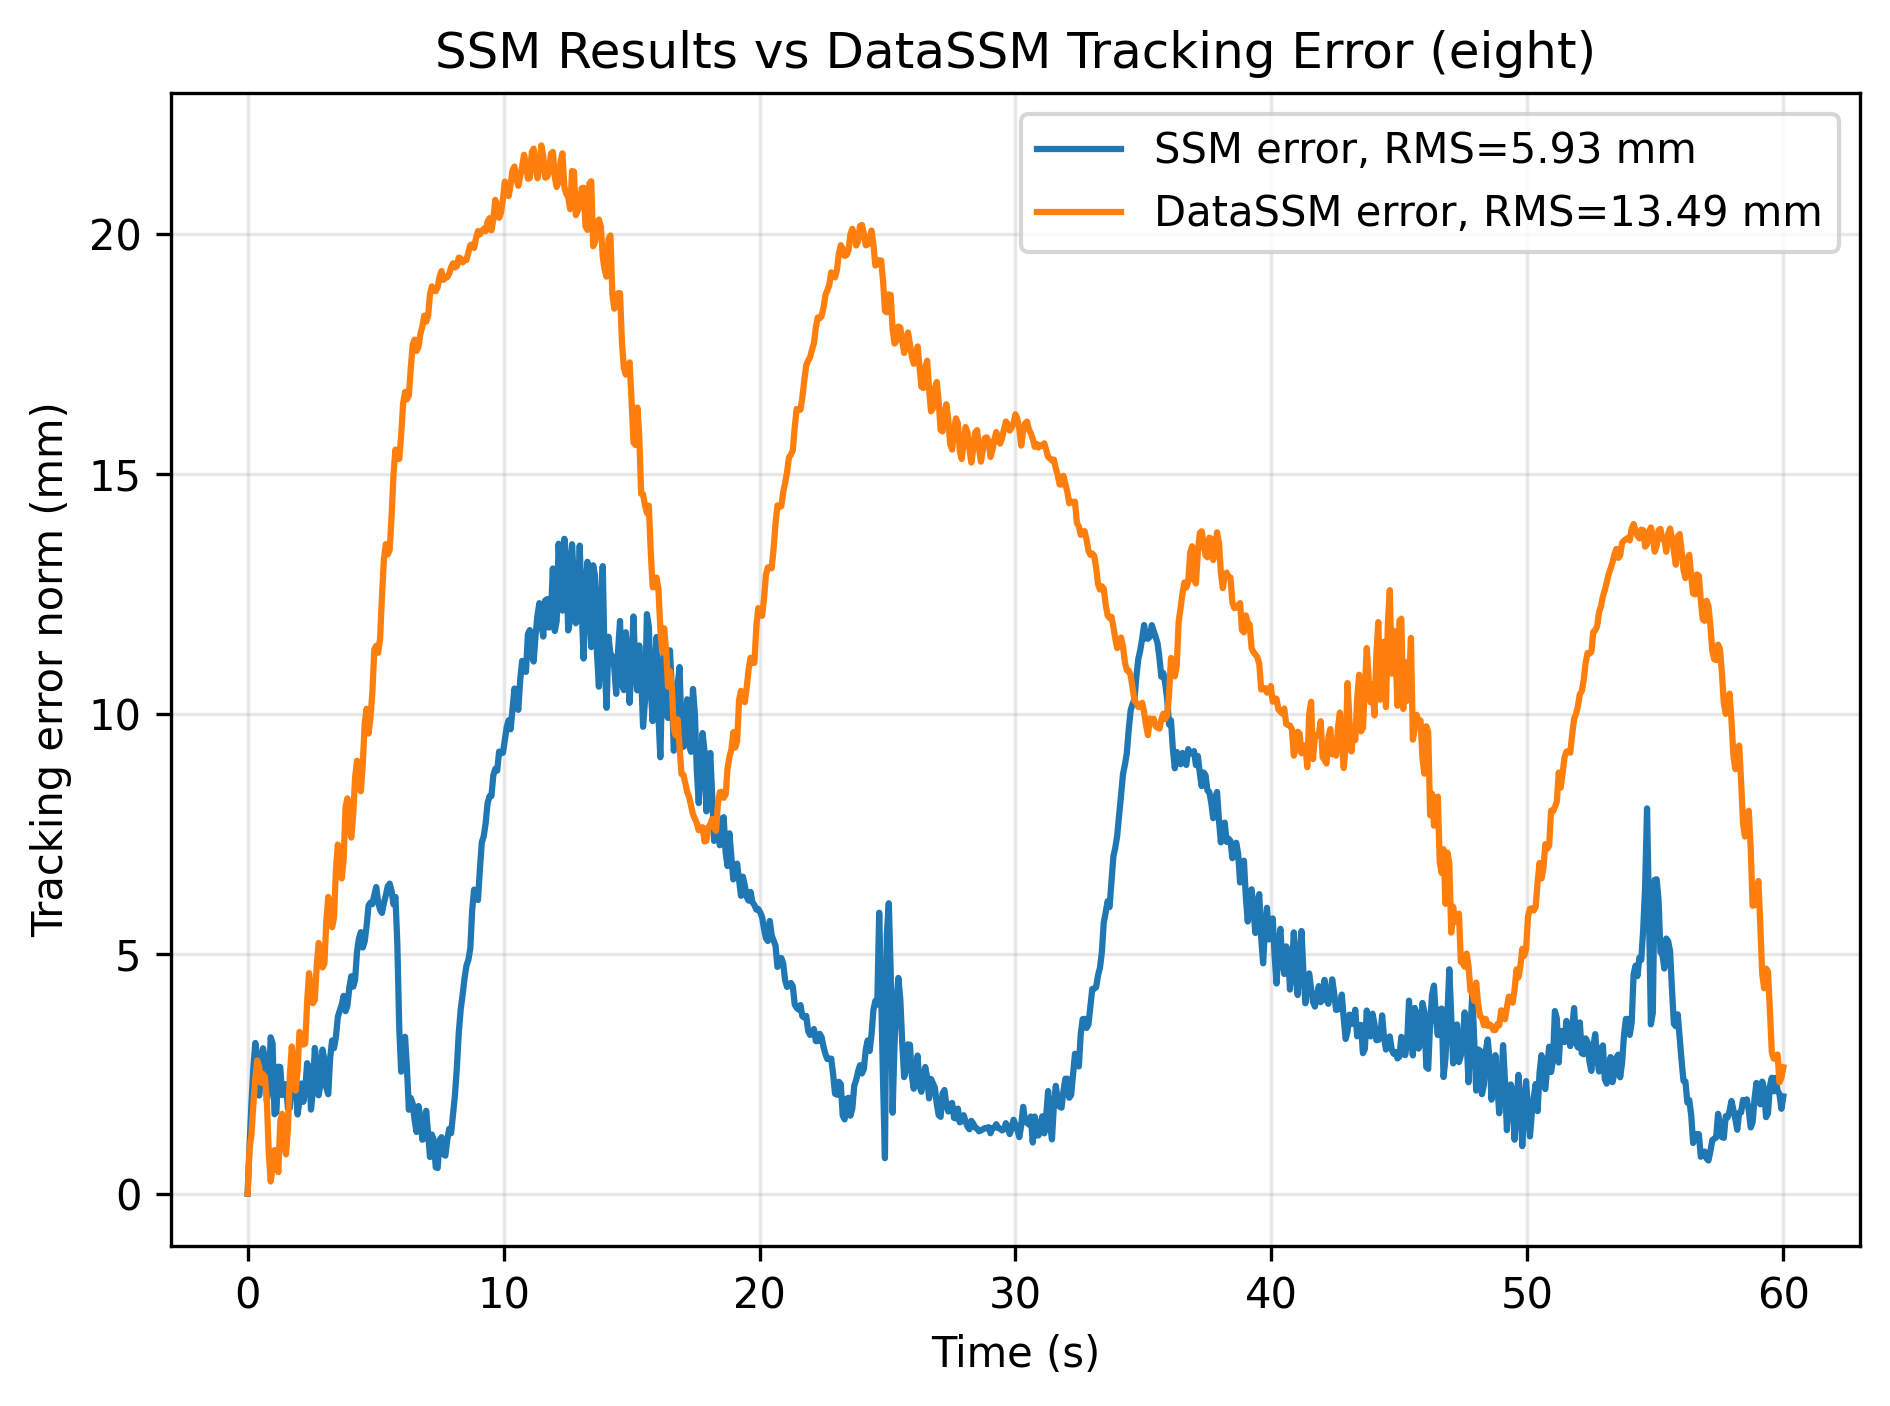 SSM Results vs DataSSM Tracking Error (eight)
SSM error, RMS=5.93 mm
DataSSM error, RMS=13.49 mm
Tracking error norm (mm)
20
15
10
5
0
0 10 20 30 40 50 60
Time (s)